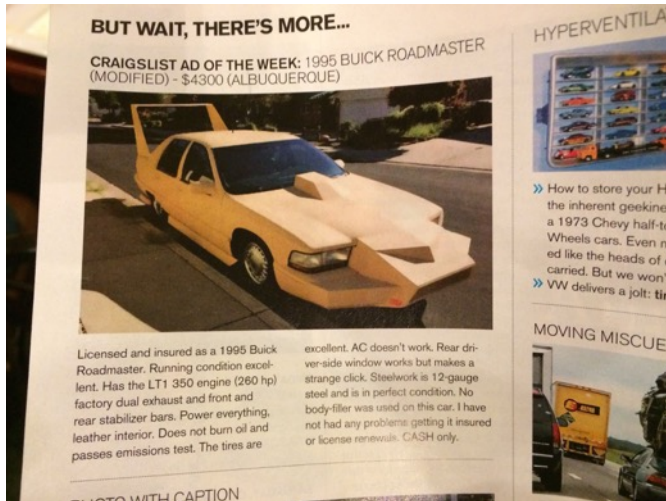 BUT WAIT, THERE'S MORE...
CRAIGSLIST AD OF THE WEEK: 1995 BUICK ROADMASTER
(MODIFIED) - $4300 (ALBUQUERQUE)
Licensed and insured as a 1995 Buick
Roadmaster. Running condition excel-
lent. Has the LT1 350 engine (260 hp)
factory dual exhaust and front and
rear stabilizer bars. Power everything,
leather interior. Does not burn oil and
passes emissions test. The tires are
excellent. AC doesn't work. Rear dri-
ver-side window works but makes a
strange click. Steelwork is 12-gauge
steel and is in perfect condition. No
body-filler was used on this car. I have
not had any problems getting it insured
or license renewals. CASH only.
PHOTO WITH CAPTION
HYPERVENTILA
» How to store your H
the inherent geekine
a 1973 Chevy half-t
Wheels cars. Even m
ed like the heads of
carried. But we won'
» VW delivers a jolt: ti
MOVING MISCUE